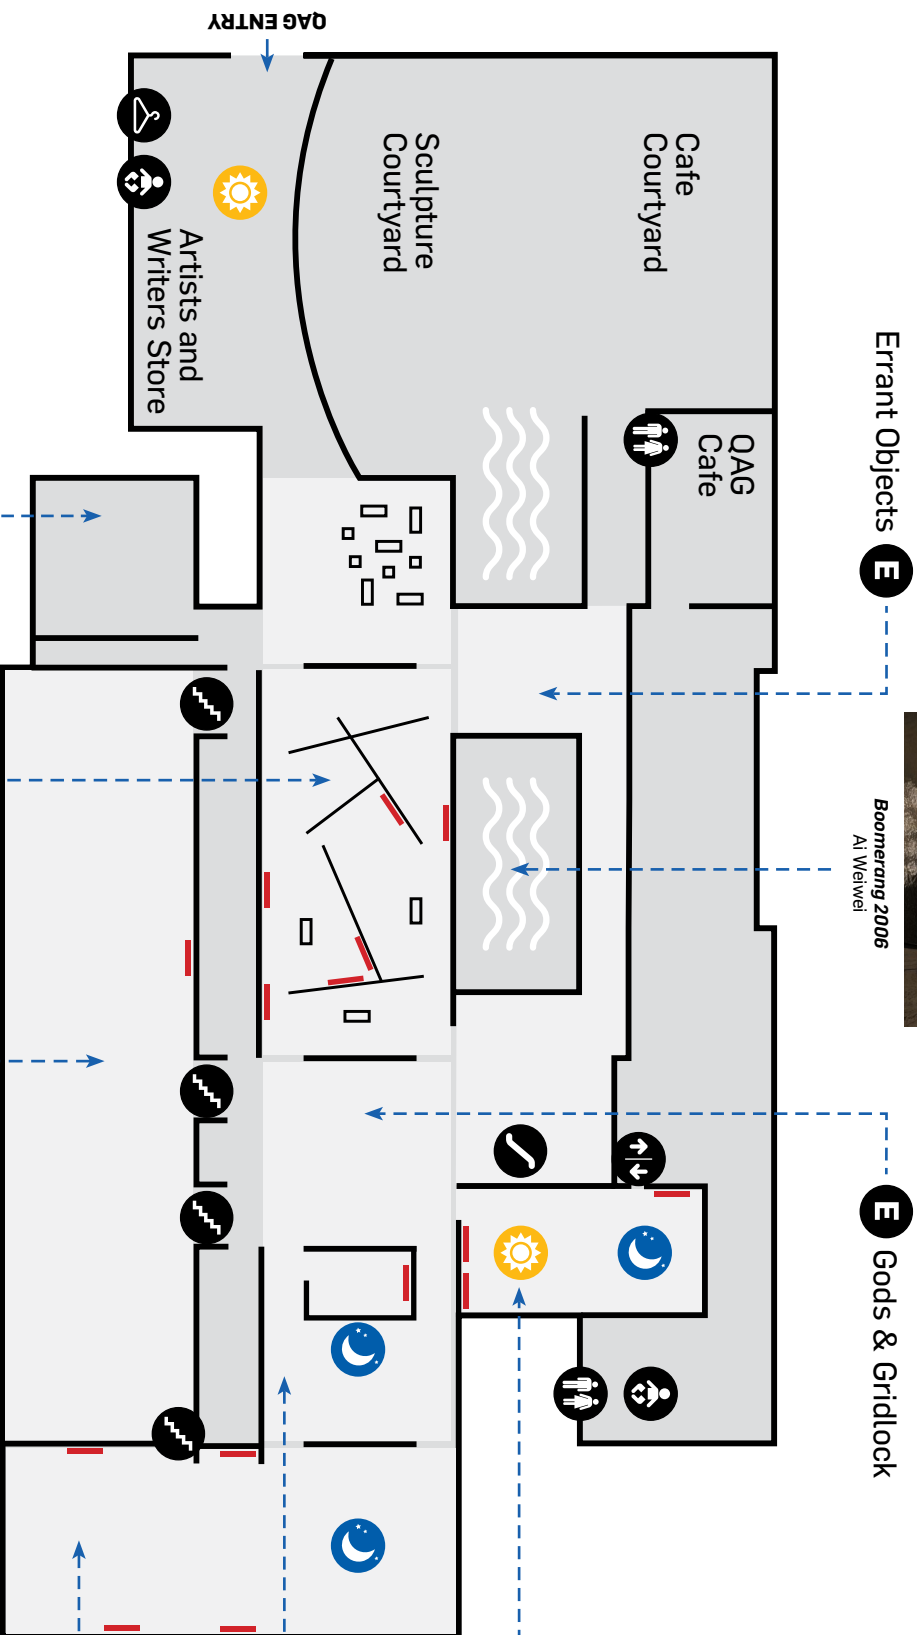 QAG ENTRY
Cafe
Courtyard
Sculpture
Courtyard
Artists and
Writers Store
QAG
Cafe
Errant Objects
E
Boomerang 2006
Ai Weiwei
E
Gods & Gridlock